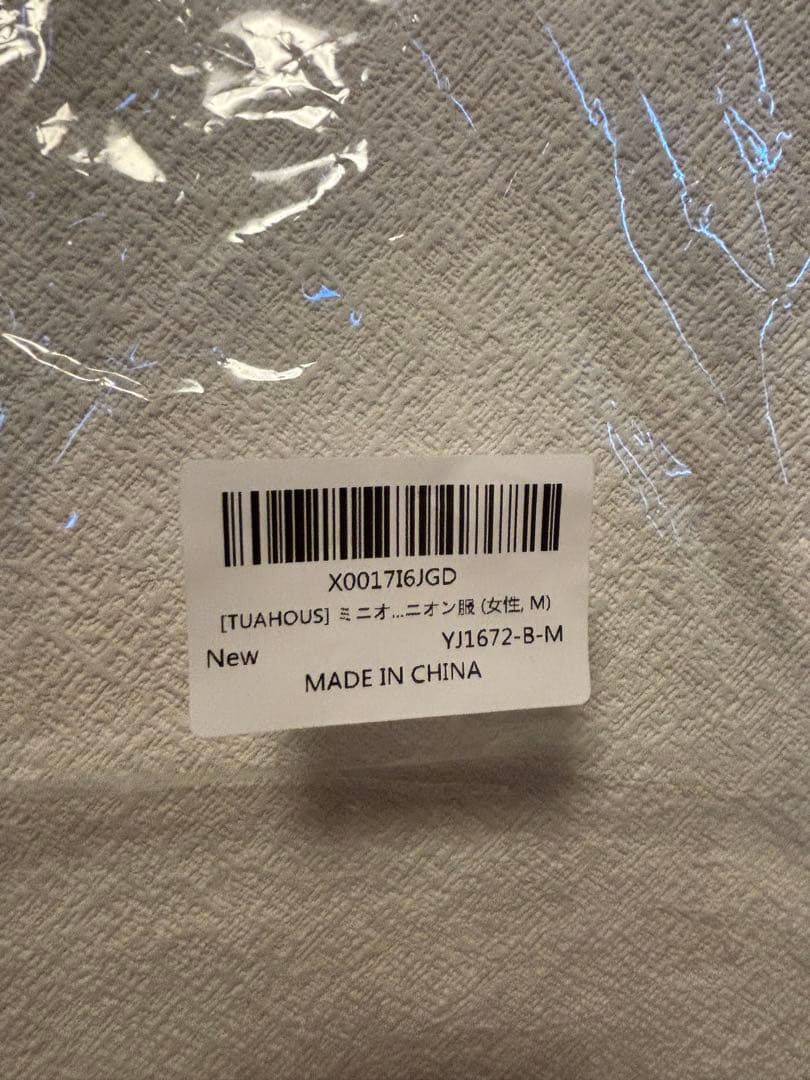 X0017I6JGD
[TUAHOUS] ミニオ...ニオン服 (女性, M)
New YJ1672-B-M
MADE IN CHINA